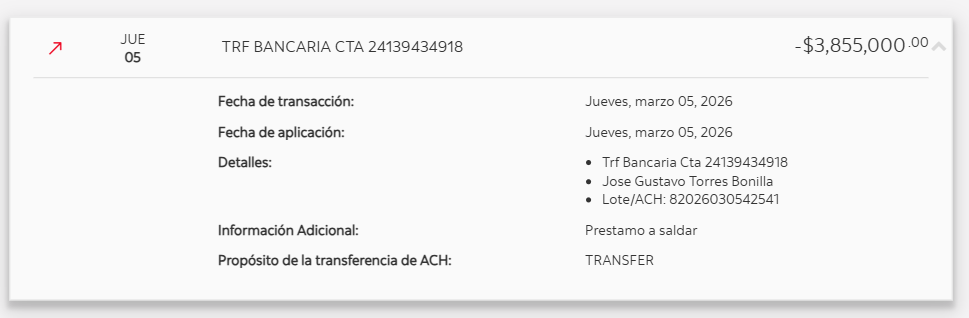 JUE
05
TRF BANCARIA CTA 24139434918
-$3,855,000.00
Fecha de transacción: Jueves, marzo 05, 2026
Fecha de aplicación: Jueves, marzo 05, 2026
Detalles:
• Trf Bancaria Cta 24139434918
• Jose Gustavo Torres Bonilla
• Lote/ACH: 82026030542541
Información Adicional: Prestamo a saldar
Propósito de la transferencia de ACH: TRANSFER